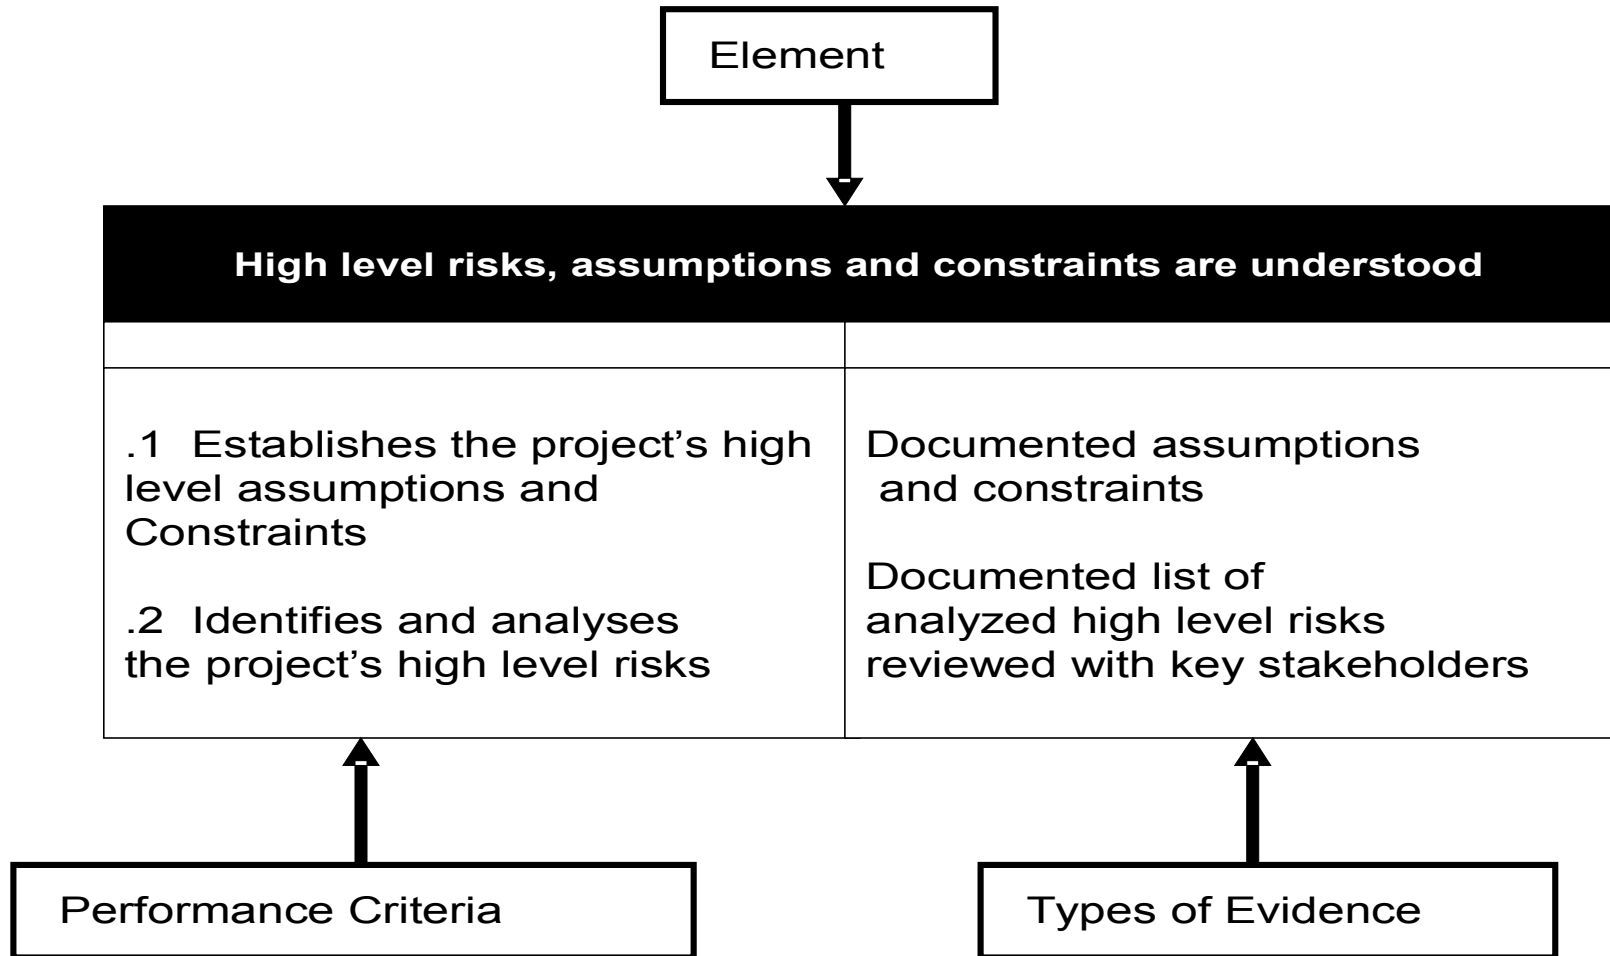 Element
High level risks, assumptions and constraints are understood
.1 Establishes the project’s high
level assumptions and
Constraints
.2 Identifies and analyses
the project’s high level risks
Documented assumptions
and constraints
Documented list of
analyzed high level risks
reviewed with key stakeholders
Performance Criteria
Types of Evidence